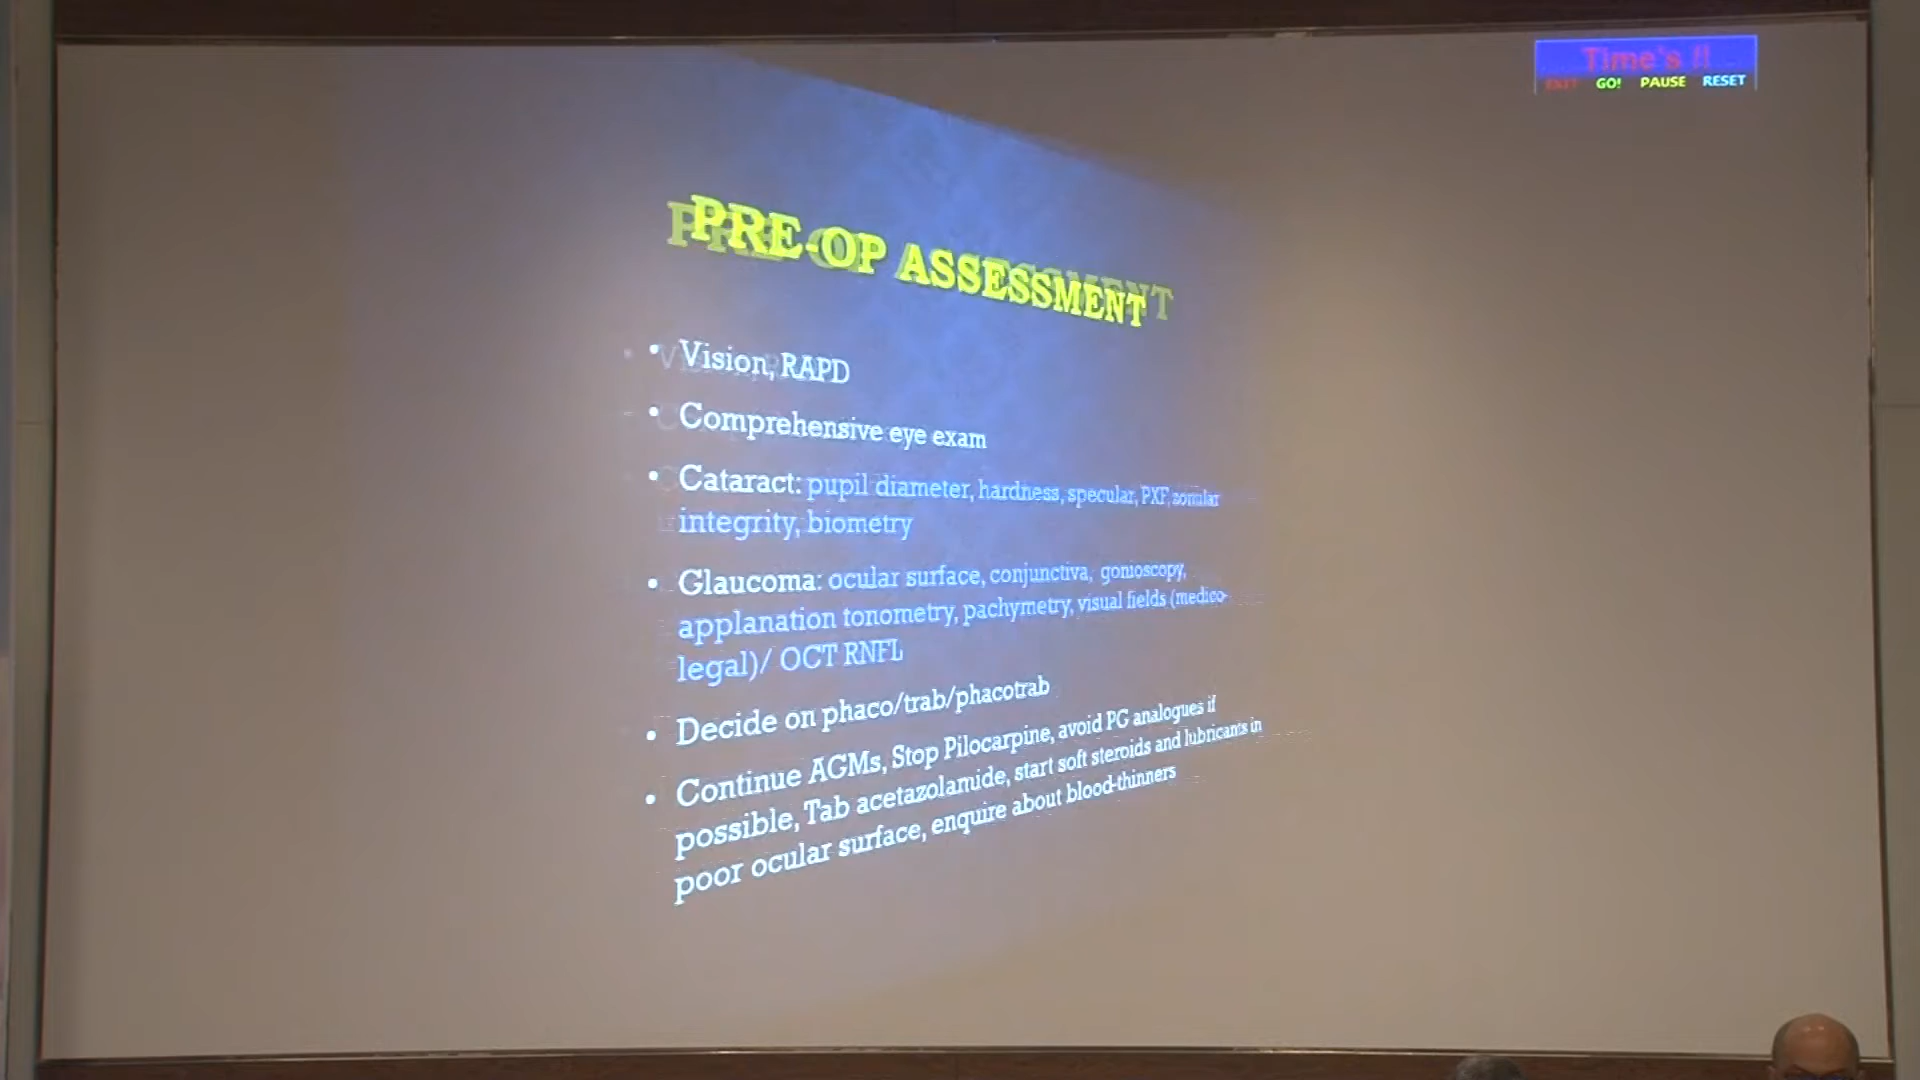 Time's !!
EXIT GO! PAUSE RESET
PRE-OP ASSESSMENT
• Vision, RAPD
• Comprehensive eye exam
• Cataract: pupil diameter, hardness, specular, PXF, zonular
integrity, biometry
• Glaucoma: ocular surface, conjunctiva, gonioscopy,
applanation tonometry, pachymetry, visual fields (medico-
legal)/ OCT RNFL
• Decide on phaco/trab/phacotrab
• Continue AGMs, Stop Pilocarpine, avoid PG analogues if
possible, Tab acetazolamide, start soft steroids and lubricants in
poor ocular surface, enquire about blood-thinners